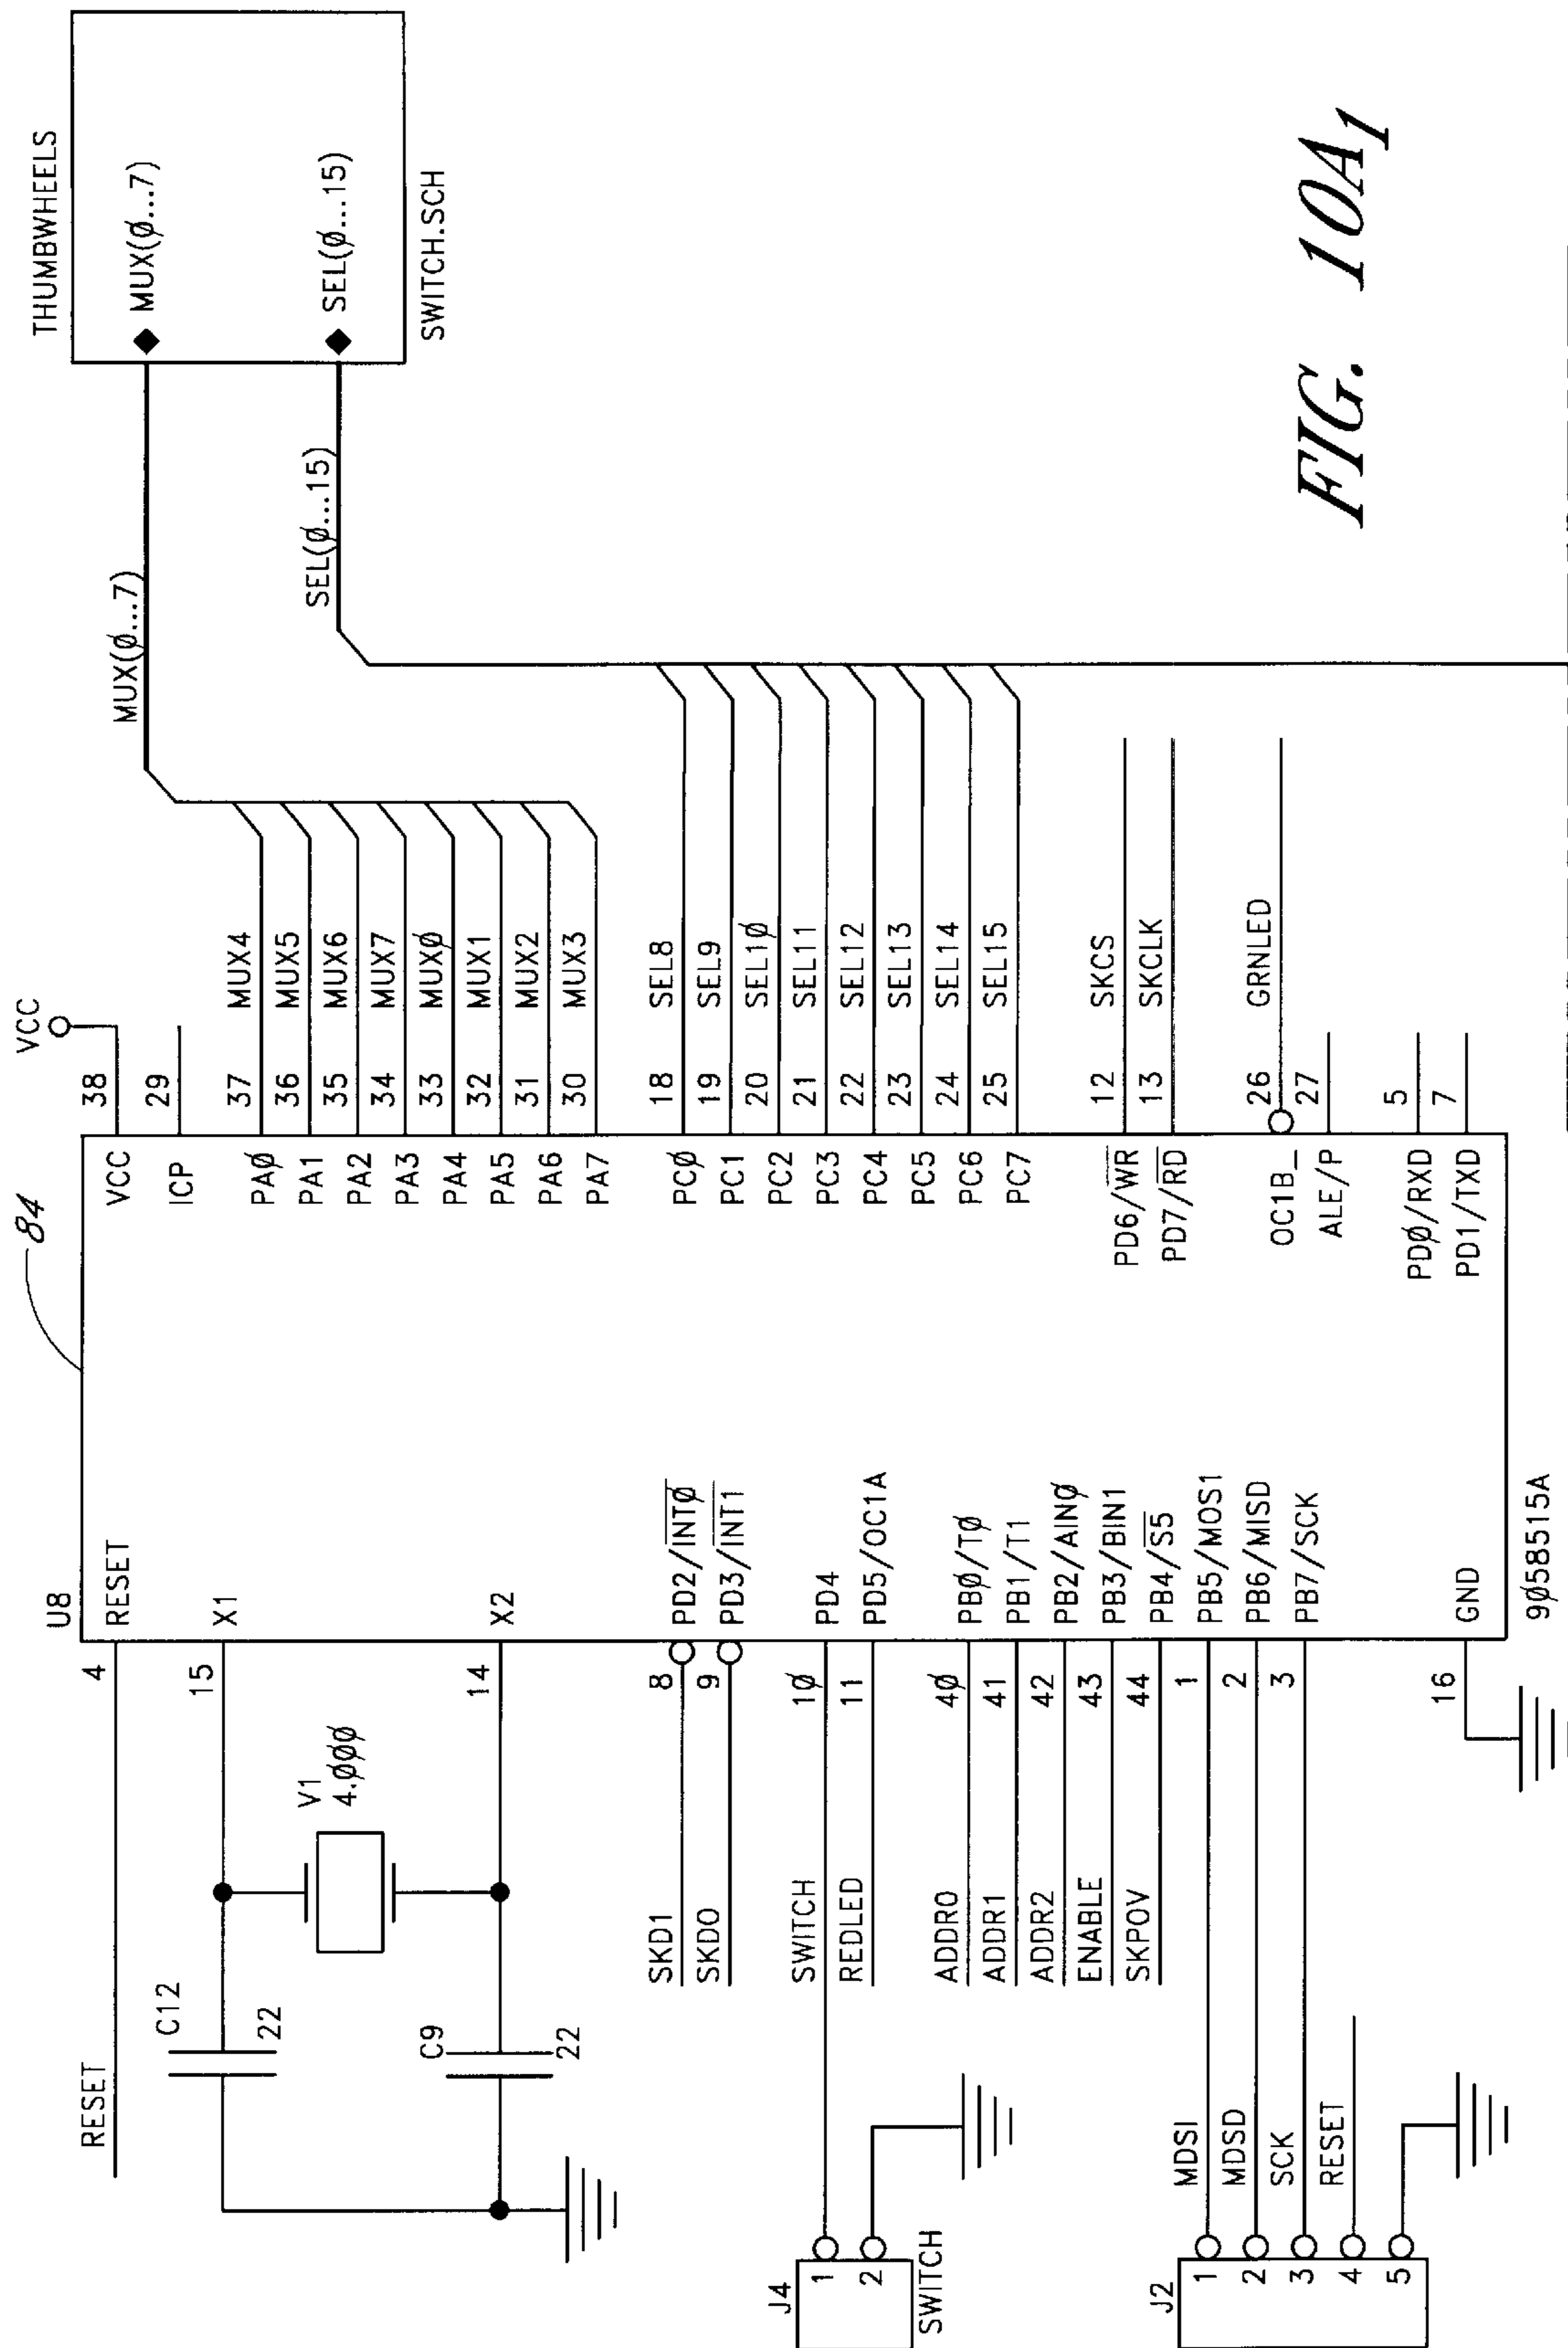 THUMBWHEELS
MUX(Ø...7)
SEL(Ø...15)
SWITCH.SCH
MUX(Ø...7)
SEL(Ø...15)
84
VCC
U8
RESET 4 RESET
X1 15
X2 14
C12
22
C9
22
V1
4.ØØØ
SKD1 8 PD2/INTØ
SKDO 9 PD3/INT1
SWITCH 1Ø PD4
REDLED 11 PD5/OC1A
ADDRO 4Ø PBØ/TØ
ADDR1 41 PB1/T1
ADDR2 42 PB2/AINØ
ENABLE 43 PB3/BIN1
SKPOV 44 PB4/S5
MDSI 1 PB5/MOS1
MDSD 2 PB6/MISD
SCK 3 PB7/SCK
RESET
16 GND
J4
1
2
SWITCH
J2
1
2
3
4
5
VCC 38
ICP 29
PAØ 37 MUX4
PA1 36 MUX5
PA2 35 MUX6
PA3 34 MUX7
PA4 33 MUXØ
PA5 32 MUX1
PA6 31 MUX2
PA7 30 MUX3
PCØ 18 SEL8
PC1 19 SEL9
PC2 20 SEL1Ø
PC3 21 SEL11
PC4 22 SEL12
PC5 23 SEL13
PC6 24 SEL14
PC7 25 SEL15
PD6/WR 12 SKCS
PD7/RD 13 SKCLK
OC1B_ 26 GRNLED
ALE/P 27
PDØ/RXD 5
PD1/TXD 7
9Ø58515A
FIG. 10A1